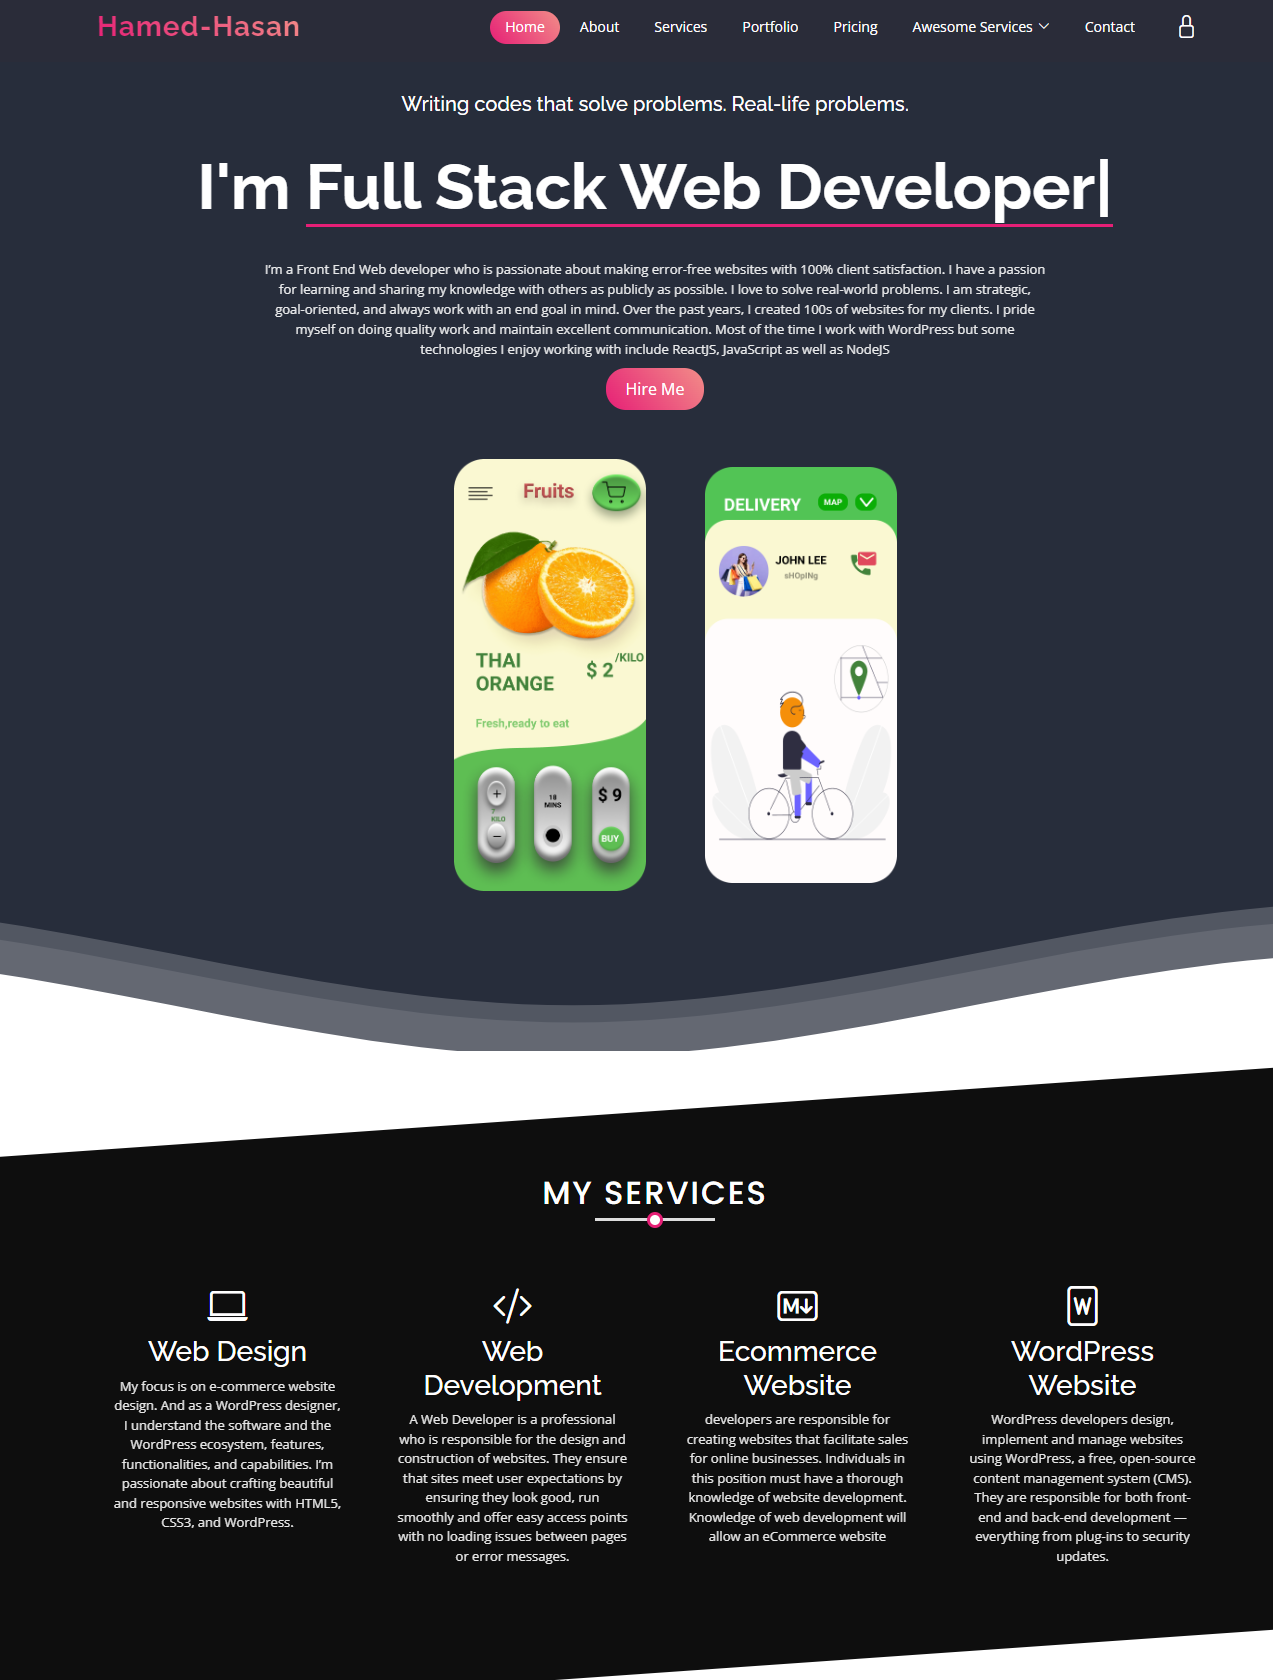 Hamed-Hasan
Home About Services Portfolio Pricing Awesome Services Contact
Writing codes that solve problems. Real-life problems.
I'm Full Stack Web Developer|
I'm a Front End Web developer who is passionate about making error-free websites with 100% client satisfaction. I have a passion
for learning and sharing my knowledge with others as publicly as possible. I love to solve real-world problems. I am strategic,
goal-oriented, and always work with an end goal in mind. Over the past years, I created 100s of websites for my clients. I pride
myself on doing quality work and maintain excellent communication. Most of the time I work with WordPress but some
technologies I enjoy working with include ReactJS, JavaScript as well as NodeJS
Hire Me
Fruits
THAI
ORANGE
$ 2 /KILO
Fresh,ready to eat
+
2
KILO
−
18
MINS
$ 9
BUY
DELIVERY MAP
JOHN LEE
sHOpINg
MY SERVICES
Web Design
My focus is on e-commerce website
design. And as a WordPress designer,
I understand the software and the
WordPress ecosystem, features,
functionalities, and capabilities. I'm
passionate about crafting beautiful
and responsive websites with HTML5,
CSS3, and WordPress.
Web
Development
A Web Developer is a professional
who is responsible for the design and
construction of websites. They ensure
that sites meet user expectations by
ensuring they look good, run
smoothly and offer easy access points
with no loading issues between pages
or error messages.
M
Ecommerce
Website
developers are responsible for
creating websites that facilitate sales
for online businesses. Individuals in
this position must have a thorough
knowledge of website development.
Knowledge of web development will
allow an eCommerce website
W
WordPress
Website
WordPress developers design,
implement and manage websites
using WordPress, a free, open-source
content management system (CMS).
They are responsible for both front-
end and back-end development —
everything from plug-ins to security
updates.